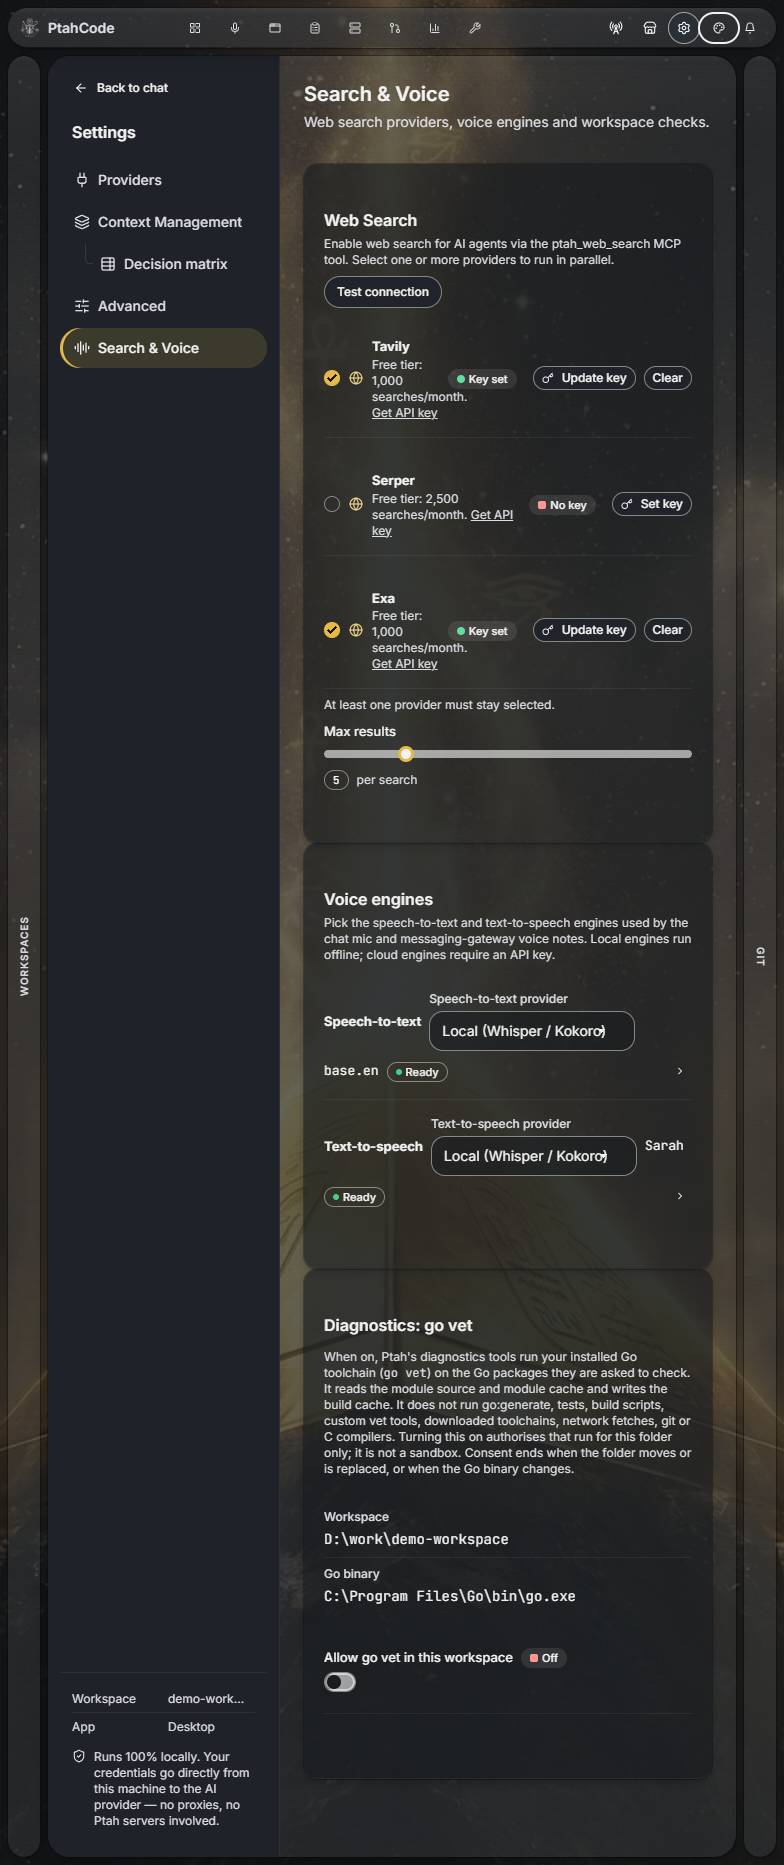 PtahCode
Back to chat
Settings
Providers
Context Management
Decision matrix
Advanced
Search & Voice
Workspace demo-work...
App Desktop
Runs 100% locally. Your
credentials go directly from
this machine to the AI
provider — no proxies, no
Ptah servers involved.
WORKSPACES
Search & Voice
Web search providers, voice engines and workspace checks.
Web Search
Enable web search for AI agents via the ptah_web_search MCP
tool. Select one or more providers to run in parallel.
Test connection
Tavily
Free tier:
1,000
searches/month.
Get API key
Key set
Update key
Clear
Serper
Free tier: 2,500
searches/month. Get API
key
No key
Set key
Exa
Free tier:
1,000
searches/month.
Get API key
Key set
Update key
Clear
At least one provider must stay selected.
Max results
5 per search
Voice engines
Pick the speech-to-text and text-to-speech engines used by the
chat mic and messaging-gateway voice notes. Local engines run
offline; cloud engines require an API key.
Speech-to-text provider
Speech-to-text
Local (Whisper / Kokoro)
base.en Ready
Text-to-speech provider
Text-to-speech
Local (Whisper / Kokoro)
Sarah
Ready
Diagnostics: go vet
When on, Ptah's diagnostics tools run your installed Go
toolchain (go vet) on the Go packages they are asked to check.
It reads the module source and module cache and writes the
build cache. It does not run go:generate, tests, build scripts,
custom vet tools, downloaded toolchains, network fetches, git or
C compilers. Turning this on authorises that run for this folder
only; it is not a sandbox. Consent ends when the folder moves or
is replaced, or when the Go binary changes.
Workspace
D:\work\demo-workspace
Go binary
C:\Program Files\Go\bin\go.exe
Allow go vet in this workspace Off
GIT